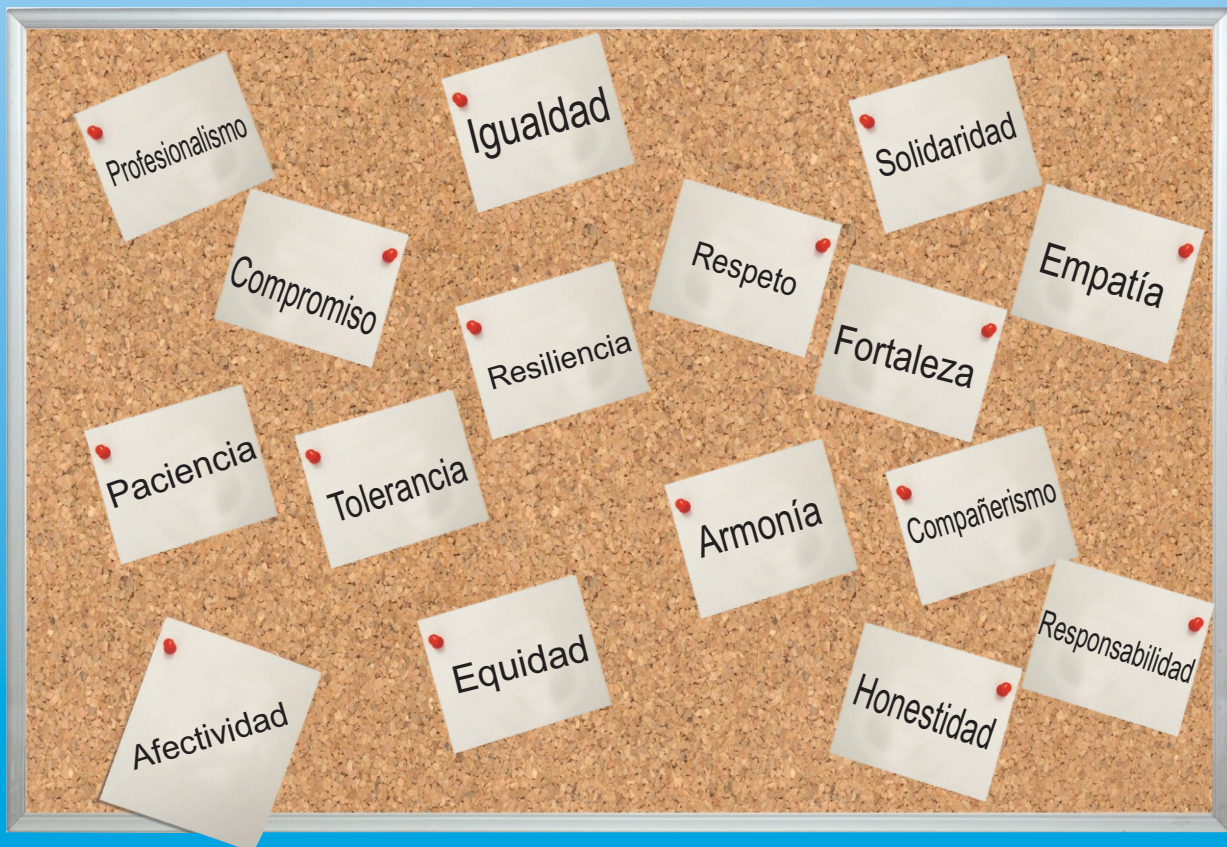 Profesionalismo
Igualdad
Solidaridad
Compromiso
Respeto
Empatía
Resiliencia
Fortaleza
Paciencia
Tolerancia
Armonía
Compañerismo
Afectividad
Equidad
Honestidad
Responsabilidad